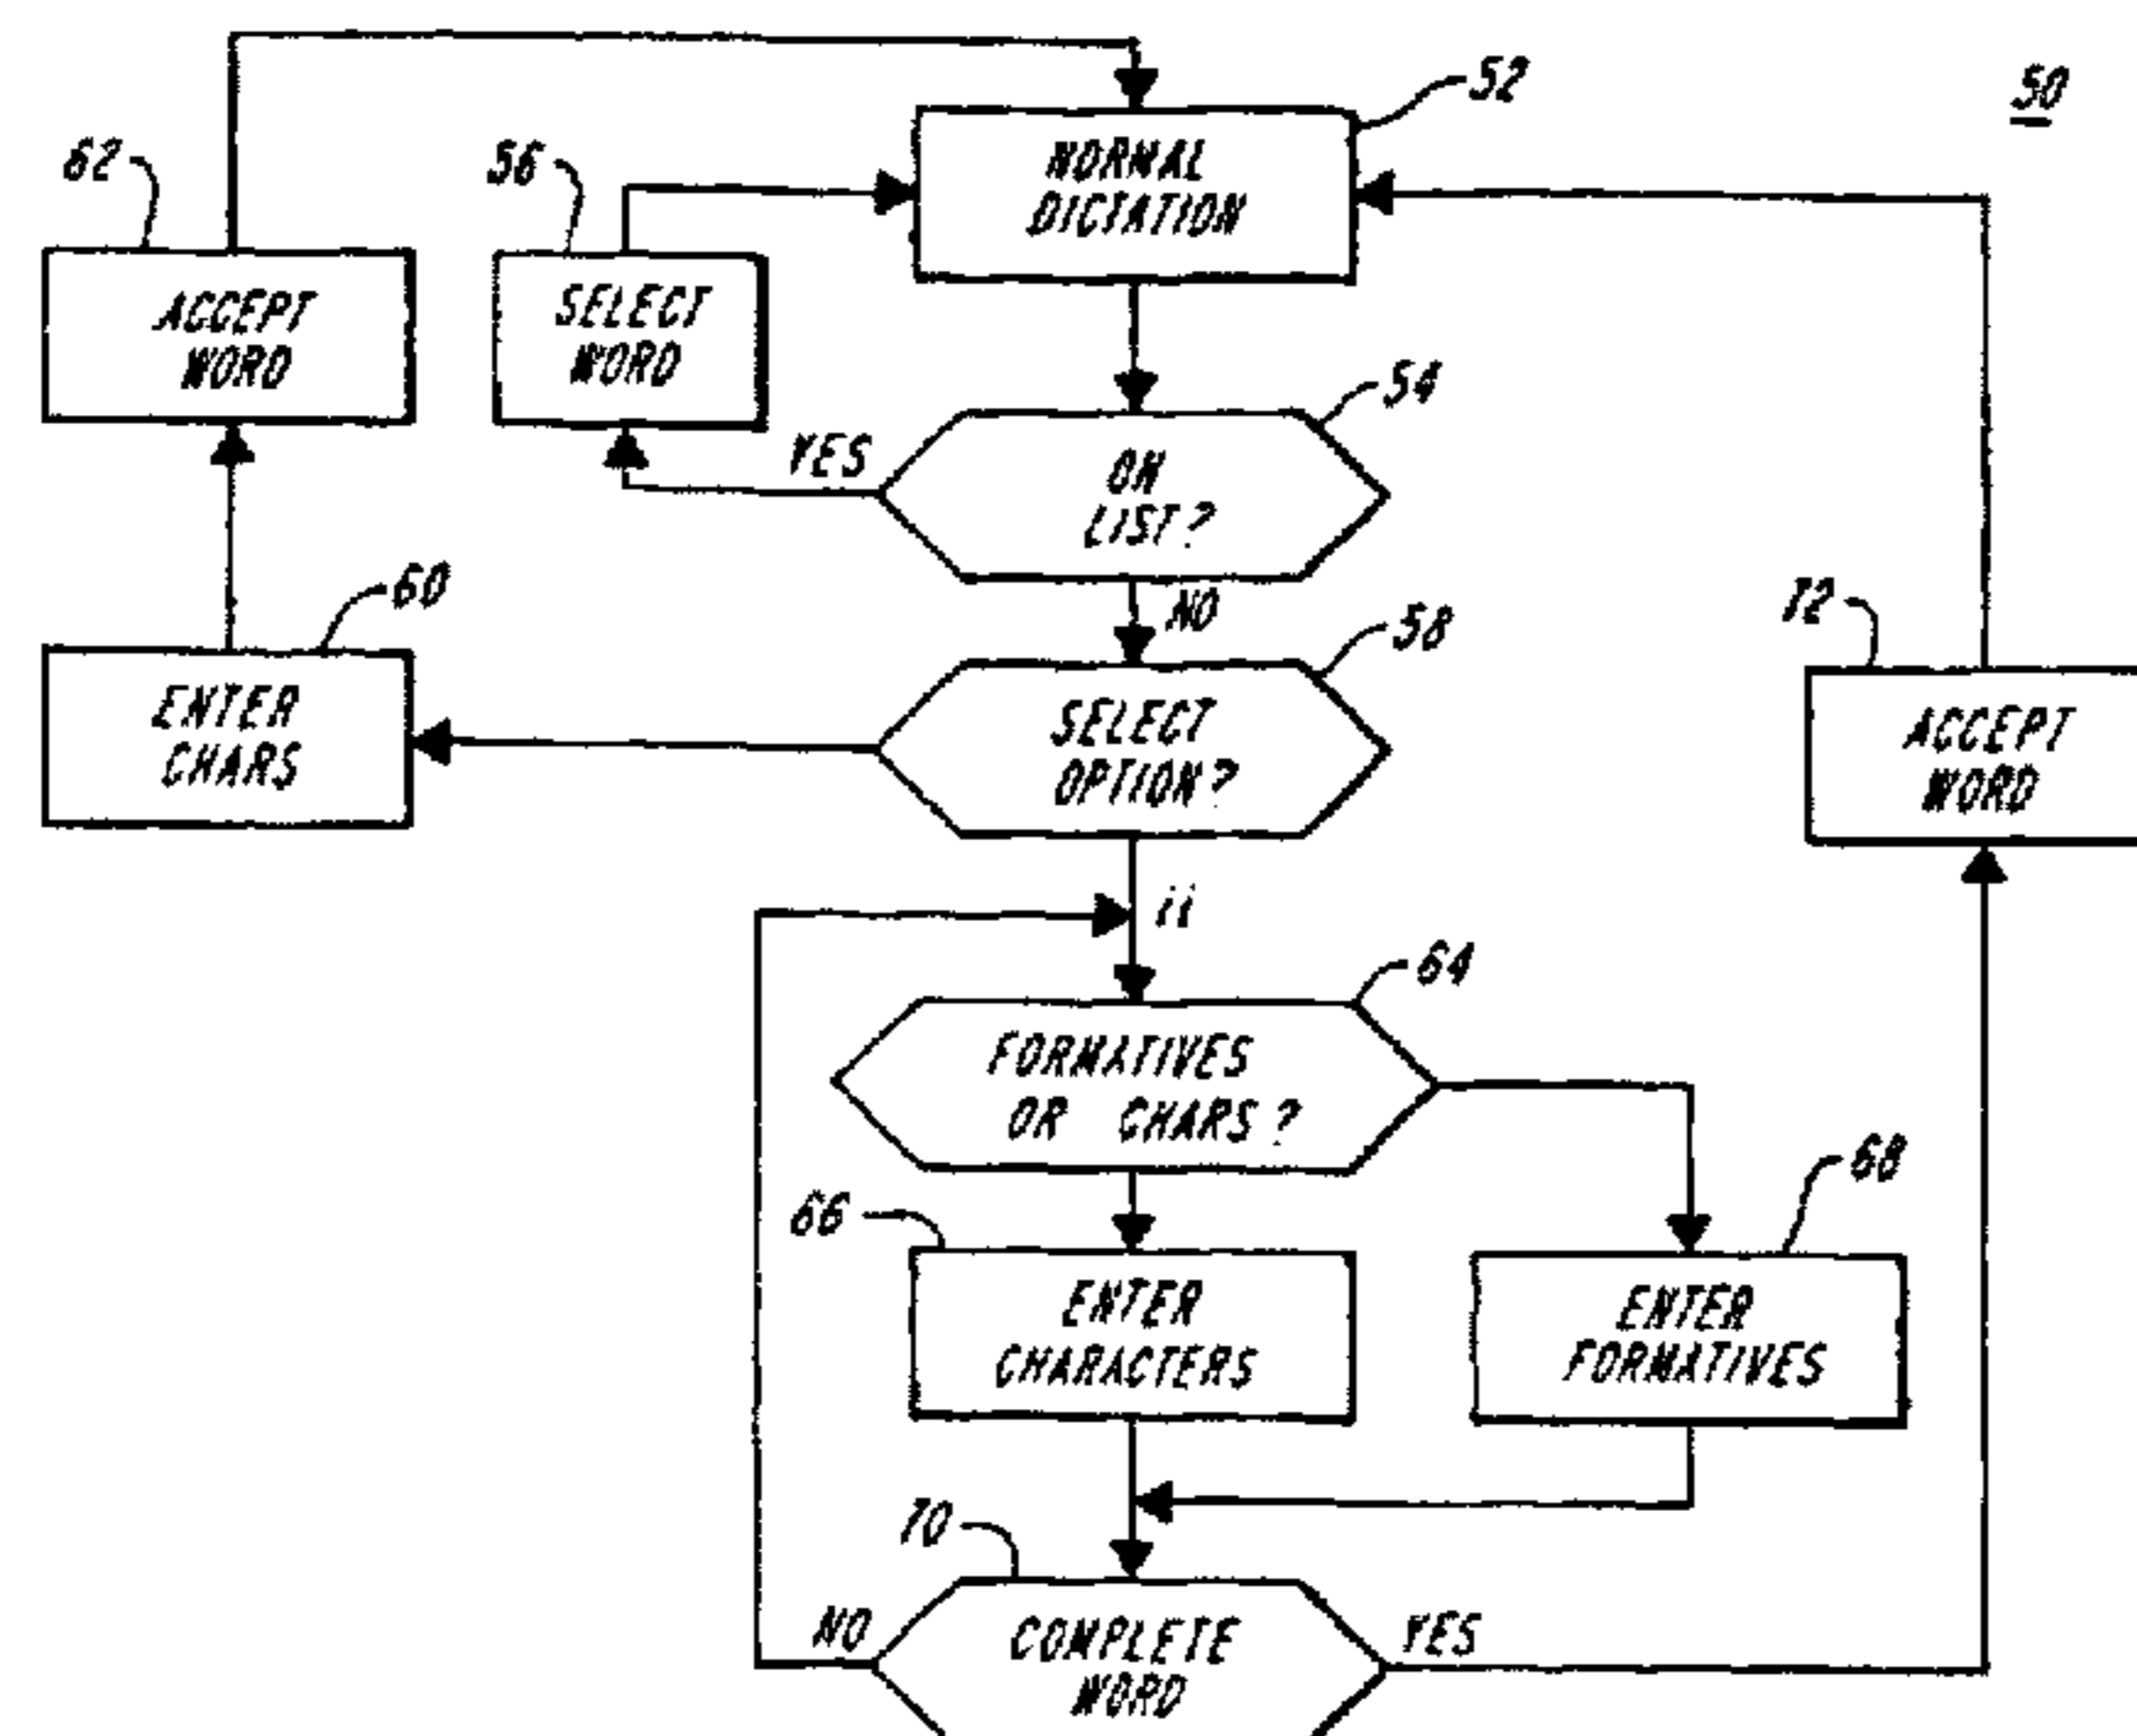 50
52
NORMAL
DICTATION
62
ACCEPT
WORD
56
SELECT
WORD
54
YES
ON
LIST?
NO
58
SELECT
OPTION?
60
ENTER
CHARS
72
ACCEPT
WORD
ii
64
FORMATIVES
OR CHARS?
66
ENTER
CHARACTERS
68
ENTER
FORMATIVES
70
NO
COMPLETE
WORD
YES